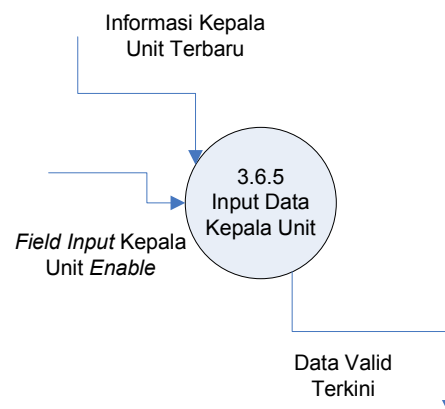 Informasi Kepala
Unit Terbaru
3.6.5
Input Data
Kepala Unit
Field Input Kepala
Unit Enable
Data Valid
Terkini